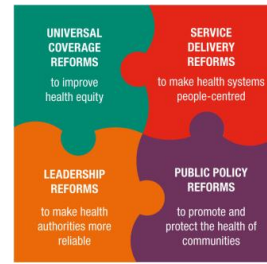 UNIVERSAL
COVERAGE
REFORMS
to improve
health equity
SERVICE
DELIVERY
REFORMS
to make health systems
people-centred
LEADERSHIP
REFORMS
to make health
authorities more
reliable
PUBLIC POLICY
REFORMS
to promote and
protect the health of
communities